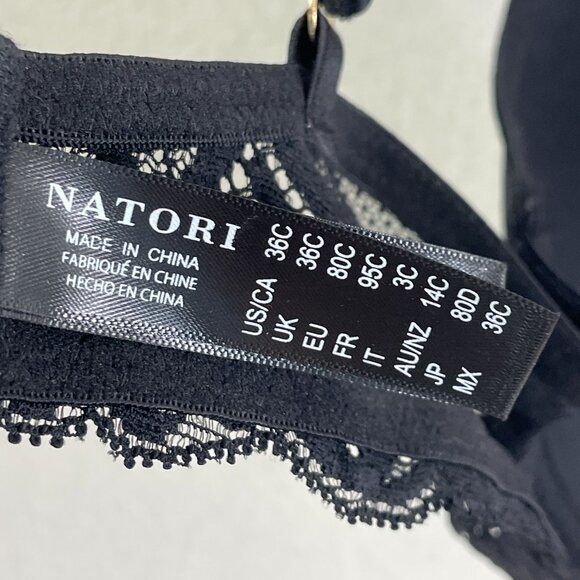 NATORI
MADE IN CHINA
FABRIQUÉ EN CHINE
HECHO EN CHINA
US/CA 36C
UK 36C
EU 80C
FR 95C
IT 3C
AU/NZ 14C
JP 80D
MX 36C